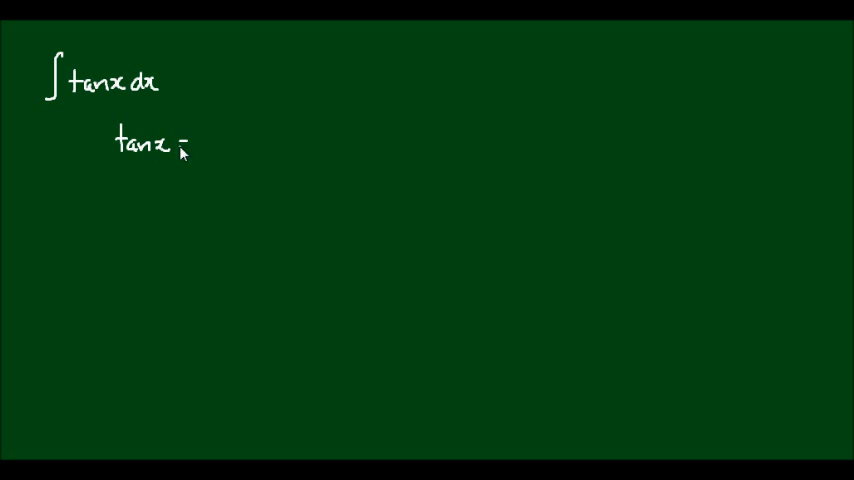 ∫ tanx dx
tanx =